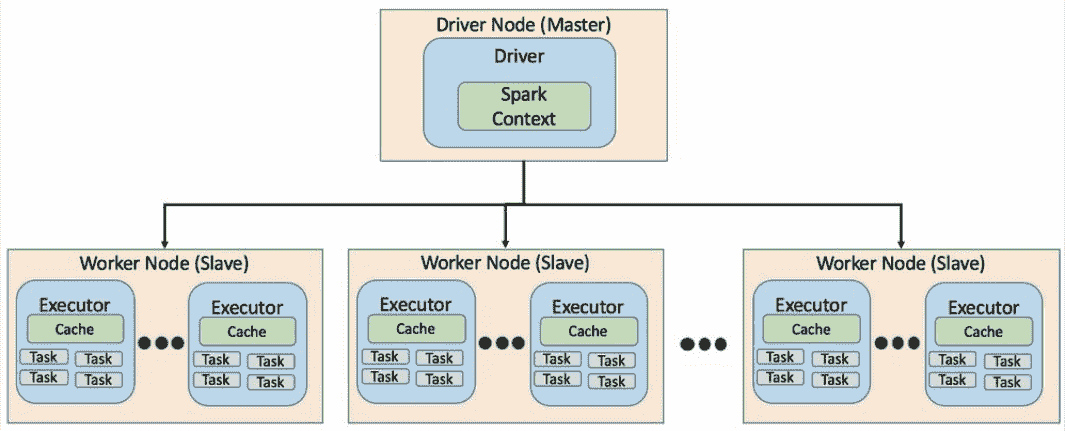 Driver Node (Master)
Driver
Spark
Context
Worker Node (Slave)
Executor
Cache
Task Task
Task Task
Executor
Cache
Task Task
Task Task
Worker Node (Slave)
Executor
Cache
Task Task
Task Task
Executor
Cache
Task Task
Task Task
Worker Node (Slave)
Executor
Cache
Task Task
Task Task
Executor
Cache
Task Task
Task Task